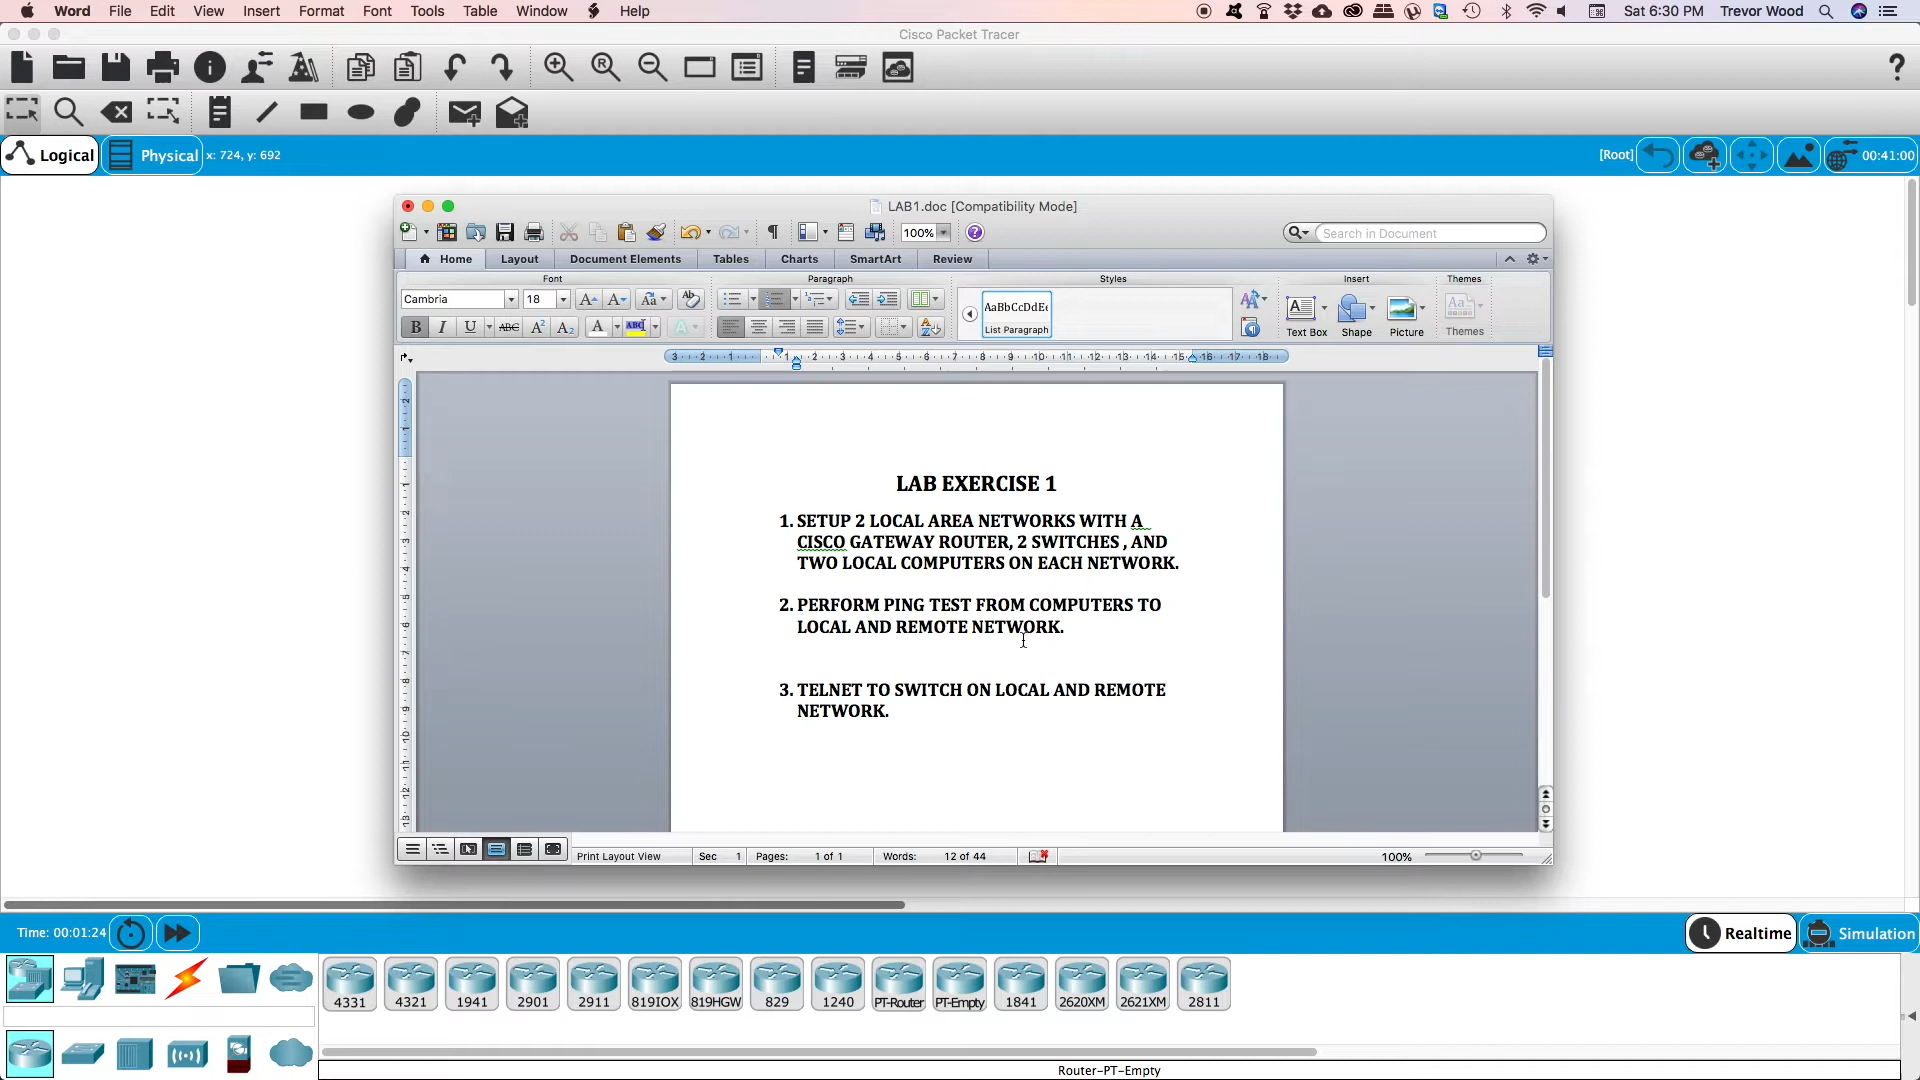 Word File Edit View Insert Format Font Tools Table Window Help Sat 6:30 PM Trevor Wood
Cisco Packet Tracer
Logical Physical x: 724, y: 692 [Root] 00:41:00
LAB1.doc [Compatibility Mode]
100% Search in Document
Home Layout Document Elements Tables Charts SmartArt Review
Font Paragraph Styles Insert Themes
Cambria 18 AaBbCcDdEe
List Paragraph Text Box Shape Picture Themes
LAB EXERCISE 1
1. SETUP 2 LOCAL AREA NETWORKS WITH A
CISCO GATEWAY ROUTER, 2 SWITCHES , AND
TWO LOCAL COMPUTERS ON EACH NETWORK.
2. PERFORM PING TEST FROM COMPUTERS TO
LOCAL AND REMOTE NETWORK.
3. TELNET TO SWITCH ON LOCAL AND REMOTE
NETWORK.
Print Layout View Sec 1 Pages: 1 of 1 Words: 12 of 44 100%
Time: 00:01:24 Realtime Simulation
4331 4321 1941 2901 2911 819IOX 819HGW 829 1240 PT-Router PT-Empty 1841 2620XM 2621XM 2811
Router-PT-Empty